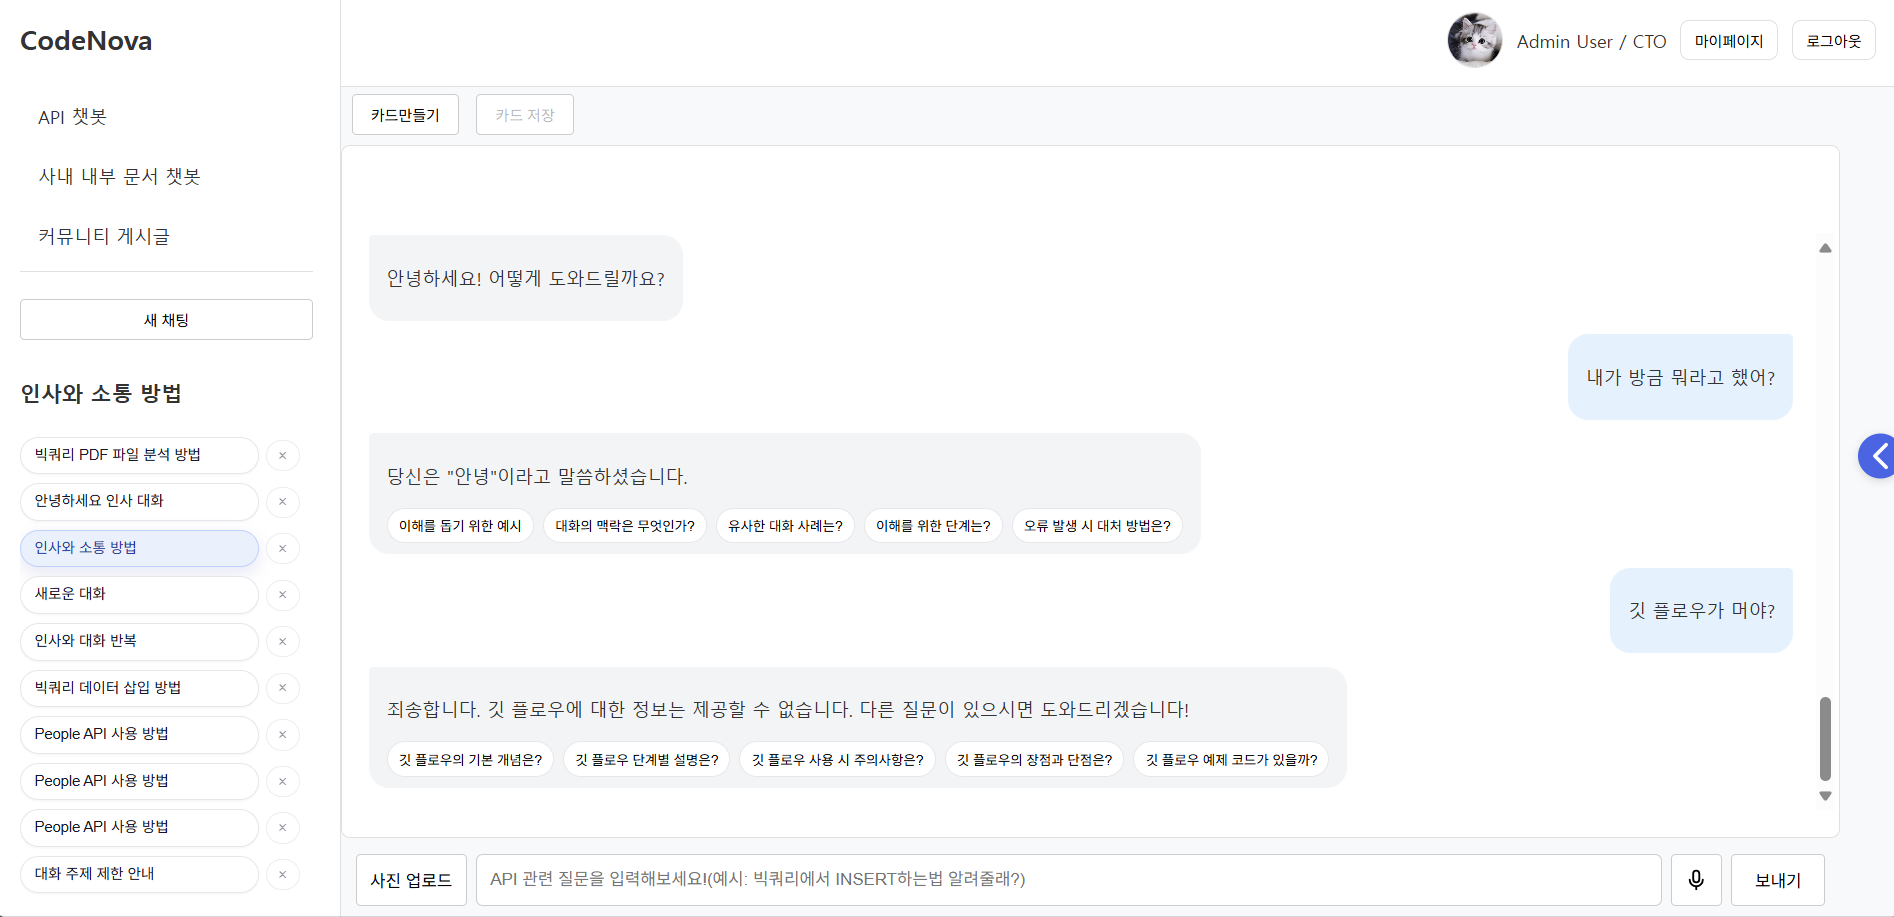 CodeNova
API 챗봇
사내 내부 문서 챗봇
커뮤니티 게시글
새 채팅
인사와 소통 방법
빅쿼리 PDF 파일 분석 방법 ×
안녕하세요 인사 대화 ×
인사와 소통 방법 ×
새로운 대화 ×
인사와 대화 반복 ×
빅쿼리 데이터 삽입 방법 ×
People API 사용 방법 ×
People API 사용 방법 ×
People API 사용 방법 ×
대화 주제 제한 안내 ×
Admin User / CTO 마이페이지 로그아웃
카드만들기 카드 저장
안녕하세요! 어떻게 도와드릴까요?
내가 방금 뭐라고 했어?
당신은 "안녕"이라고 말씀하셨습니다.
이해를 돕기 위한 예시 대화의 맥락은 무엇인가? 유사한 대화 사례는? 이해를 위한 단계는? 오류 발생 시 대처 방법은?
깃 플로우가 머야?
죄송합니다. 깃 플로우에 대한 정보는 제공할 수 없습니다. 다른 질문이 있으시면 도와드리겠습니다!
깃 플로우의 기본 개념은? 깃 플로우 단계별 설명은? 깃 플로우 사용 시 주의사항은? 깃 플로우의 장점과 단점은? 깃 플로우 예제 코드가 있을까?
사진 업로드 API 관련 질문을 입력해보세요!(예시: 빅쿼리에서 INSERT하는법 알려줄래?) 보내기